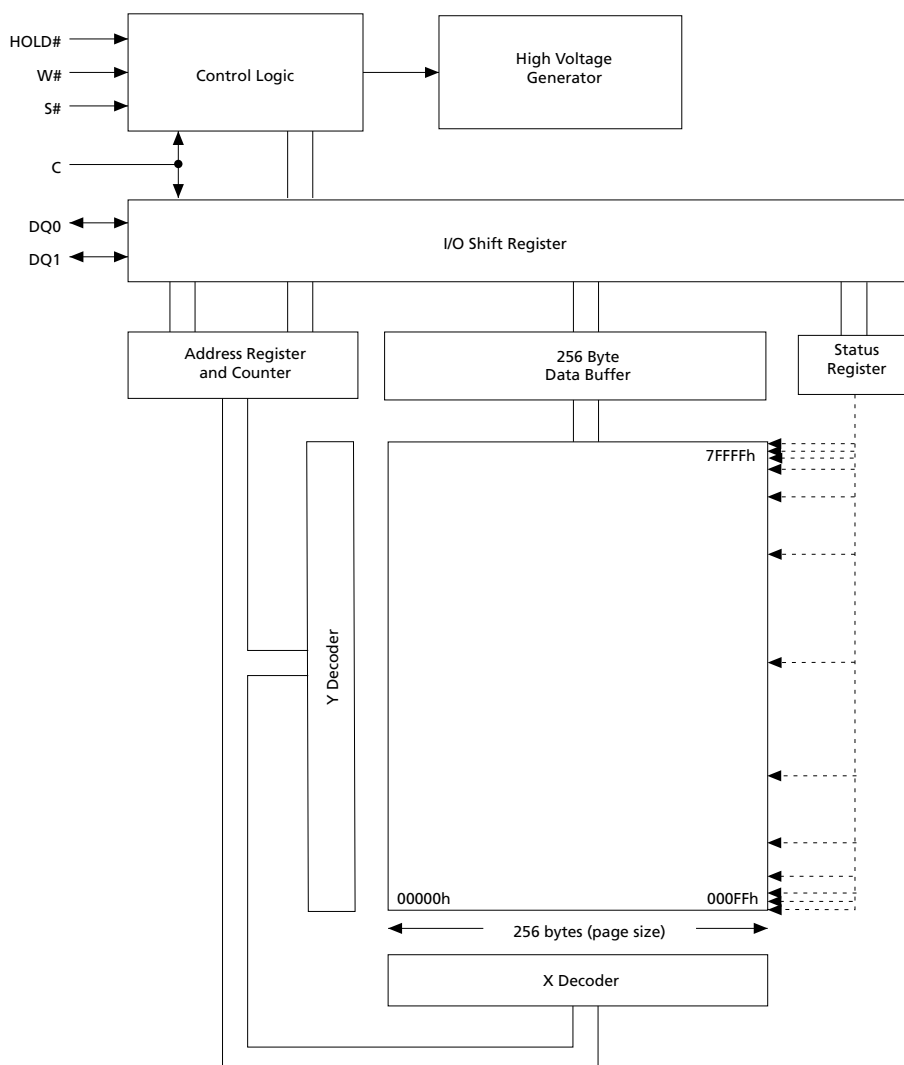 HOLD#
W#
S#
C
Control Logic
High Voltage
Generator
DQ0
DQ1
I/O Shift Register
Address Register
and Counter
256 Byte
Data Buffer
Status
Register
7FFFFh
Y Decoder
00000h
000FFh
256 bytes (page size)
X Decoder